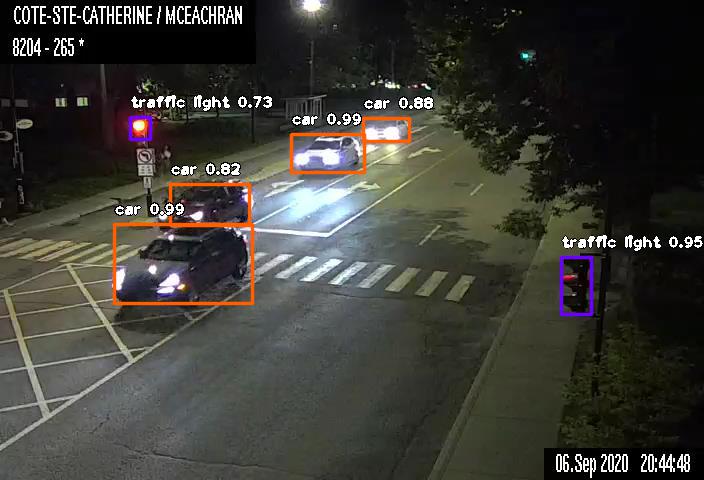 COTE-STE-CATHERINE / MCEACHRAN
8204 - 265 *
traffic light 0.73
car 0.88
car 0.99
car 0.82
car 0.99
traffic light 0.95
06.Sep 2020 20:44:48